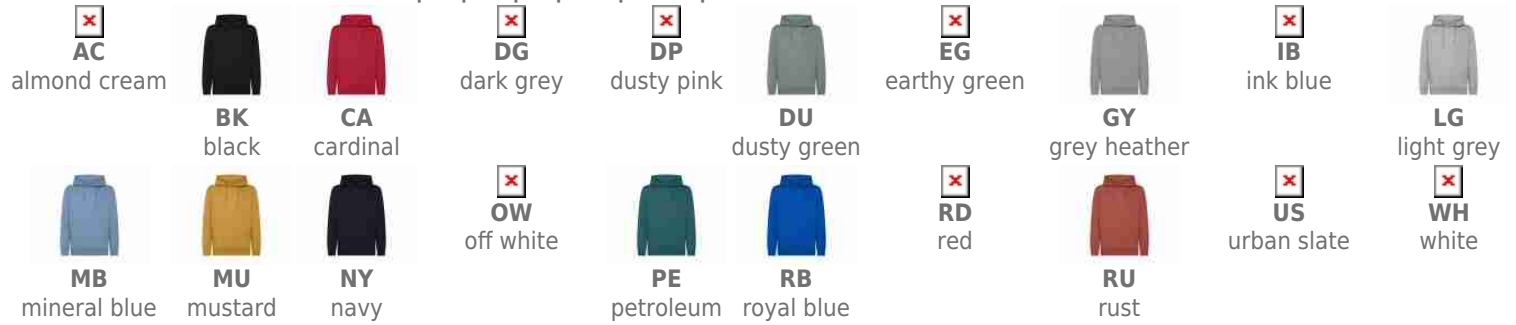 AC
almond cream
BK
black
CA
cardinal
DG
dark grey
DP
dusty pink
DU
dusty green
EG
earthy green
GY
grey heather
IB
ink blue
LG
light grey
MB
mineral blue
MU
mustard
NY
navy
OW
off white
PE
petroleum
RB
royal blue
RD
red
RU
rust
US
urban slate
WH
white